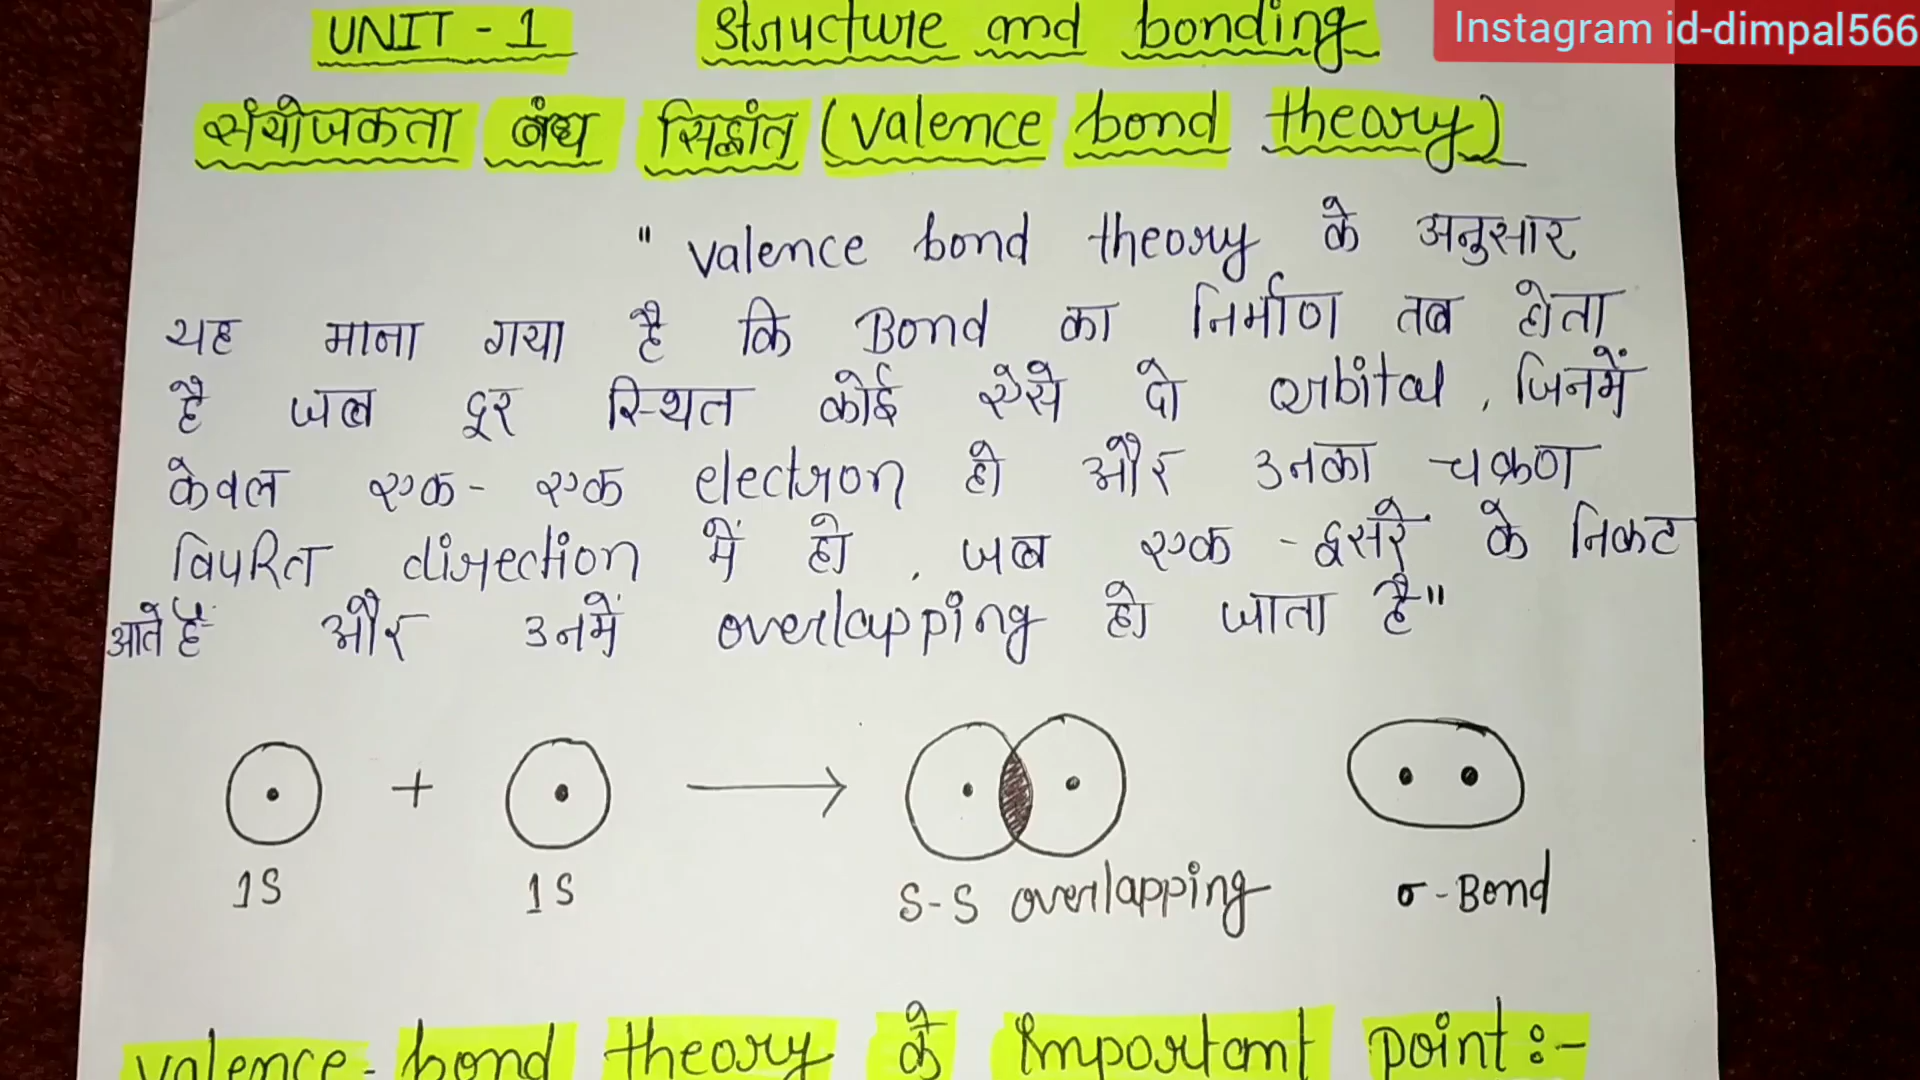 Instagram id-dimpal566
UNIT - 1 Structure and bonding
संयोजकता बंध सिद्धांत (valence bond theory)
" valence bond theory के अनुसार
यह माना गया है कि Bond का निर्माण तब होता
है जब दूर स्थित कोई ऐसे दो orbital , जिनमें
केवल एक - एक electron हो और उनका चक्रण
विपरित direction में हो , जब एक - दूसरे के निकट
आते हैं और उनमें overlapping हो जाता है"
+
1S 1S S-S overlapping σ-Bond
valence bond theory के Important point :-